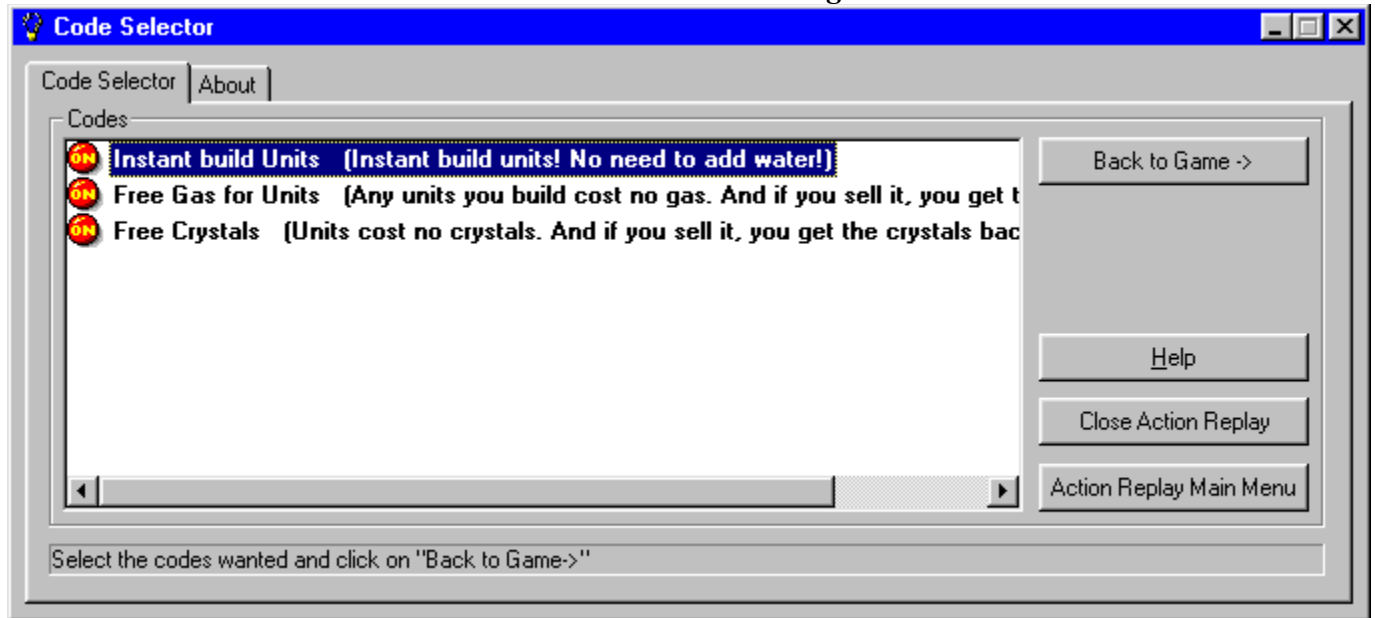 Code Selector
Code Selector
About
Codes
ON Instant build Units (Instant build units! No need to add water!)
ON Free Gas for Units (Any units you build cost no gas. And if you sell it, you get t
ON Free Crystals (Units cost no crystals. And if you sell it, you get the crystals bac
Back to Game ->
Help
Close Action Replay
Action Replay Main Menu
Select the codes wanted and click on "Back to Game->"